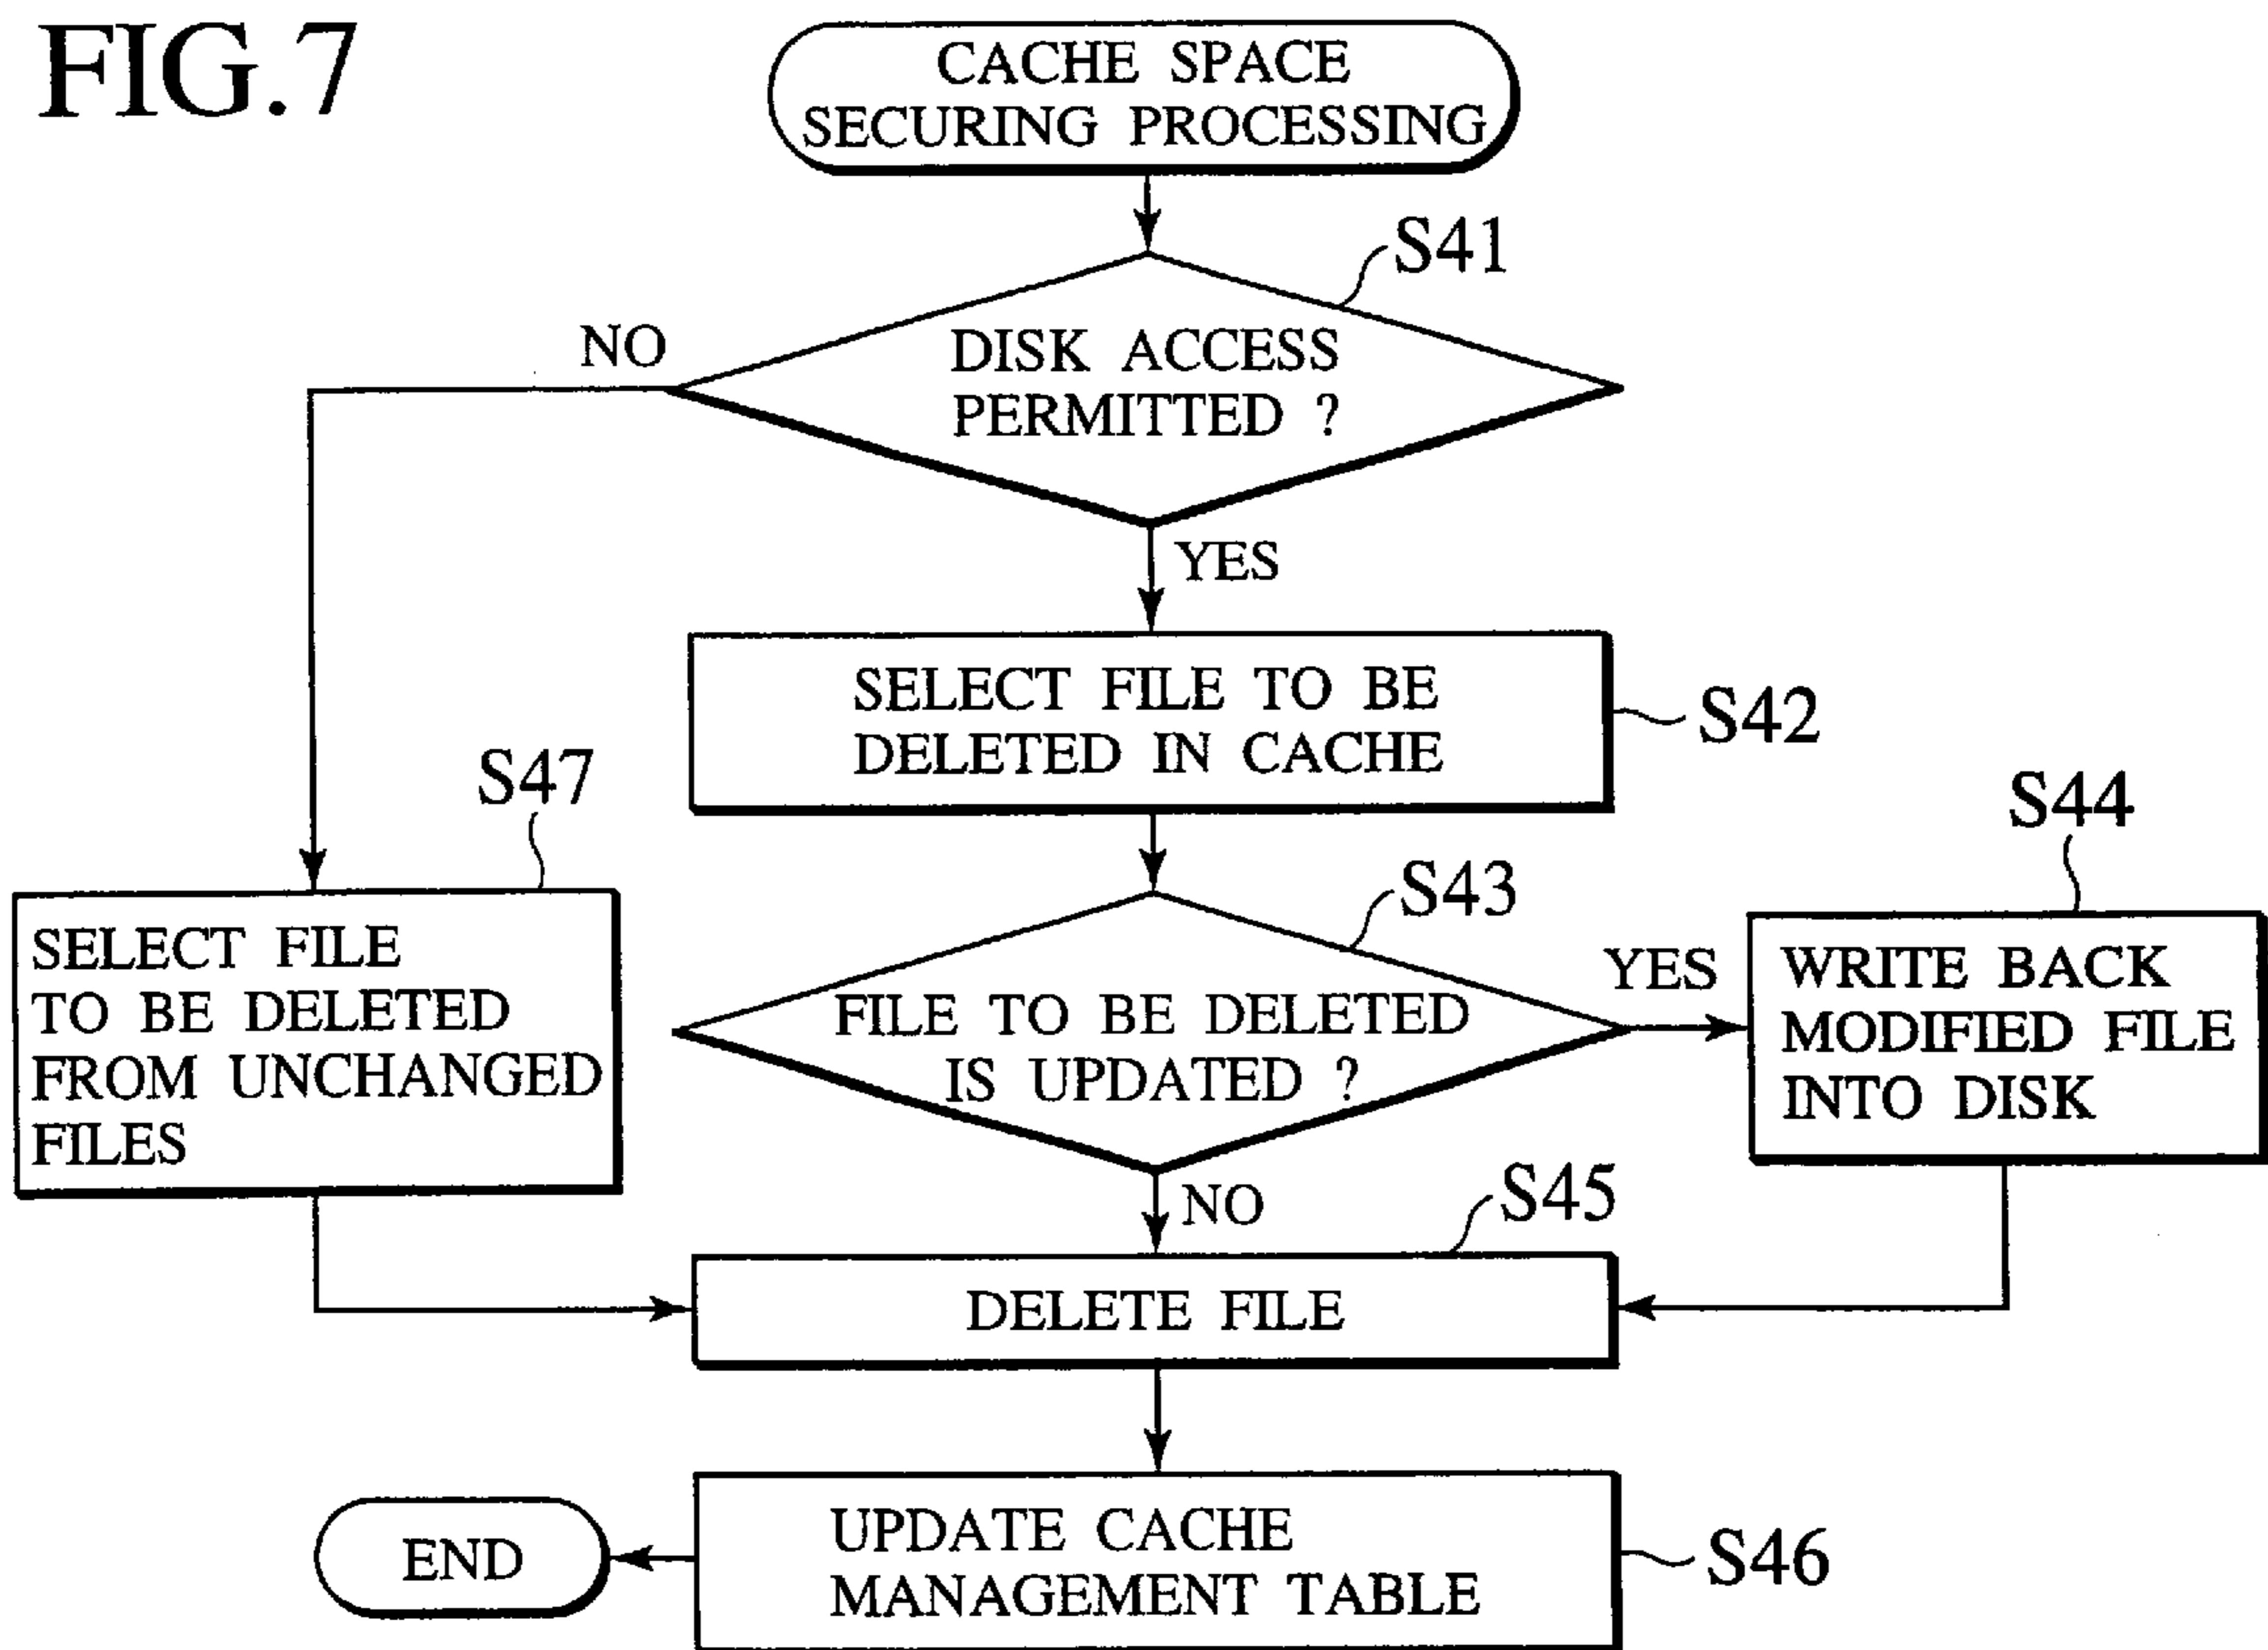 FIG.7
CACHE SPACE
SECURING PROCESSING
S41
DISK ACCESS
PERMITTED ?
NO
YES
SELECT FILE TO BE
DELETED IN CACHE
S42
S47
SELECT FILE
TO BE DELETED
FROM UNCHANGED
FILES
S43
FILE TO BE DELETED
IS UPDATED ?
YES
S44
WRITE BACK
MODIFIED FILE
INTO DISK
NO
S45
DELETE FILE
UPDATE CACHE
MANAGEMENT TABLE
S46
END